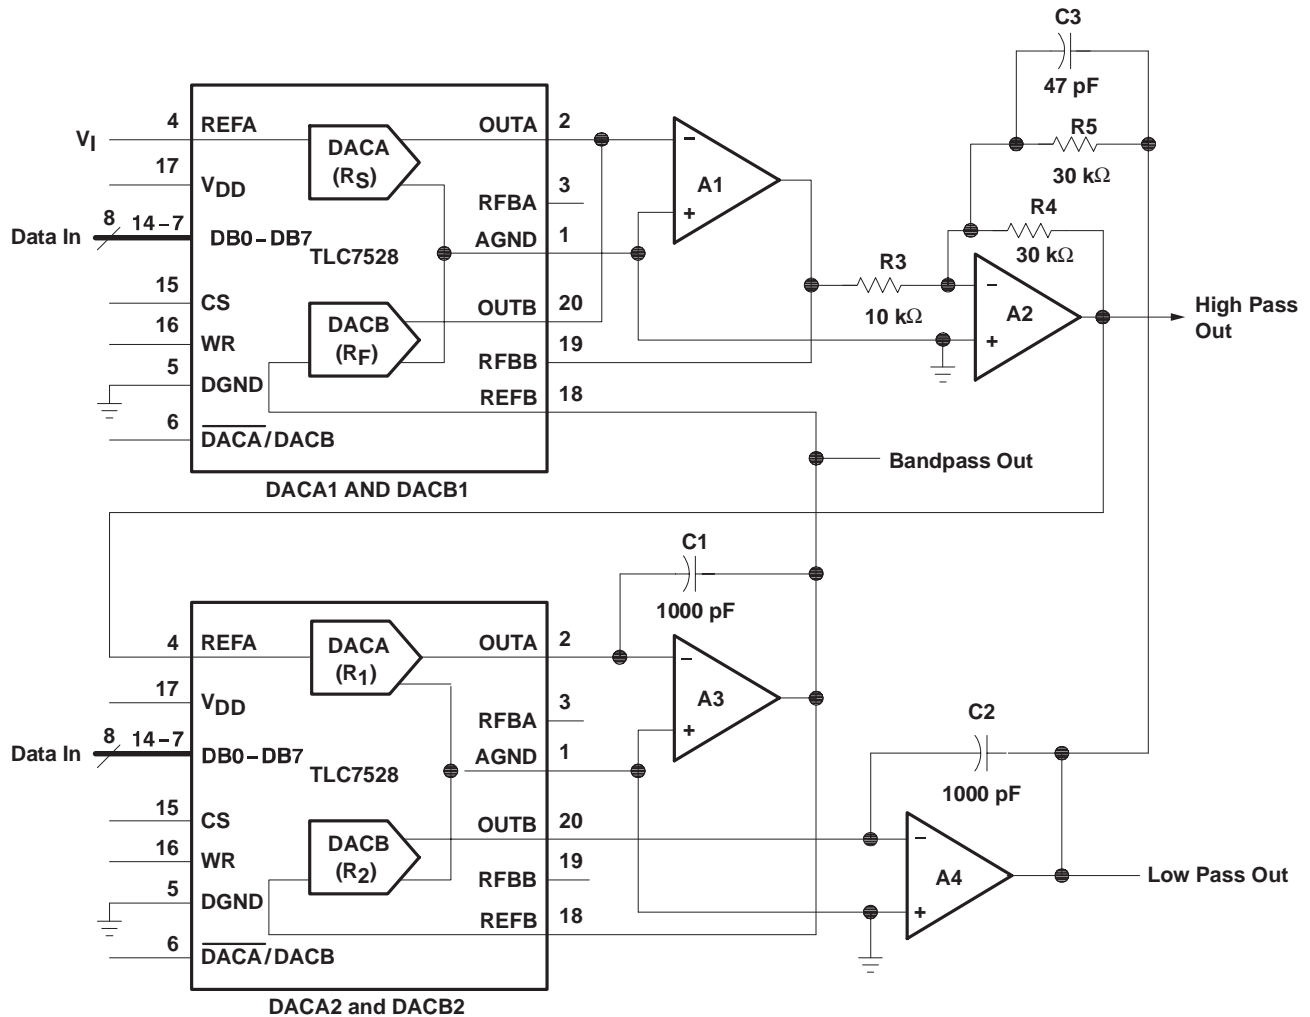 C3
47 pF
R5
30 kΩ
R4
30 kΩ
V_I
4 REFA
17 V_DD
Data In
8 14–7
DB0–DB7
15 CS
16 WR
5 DGND
6 DACA/DACB
DACA
(R_S)
TLC7528
DACB
(R_F)
OUTA 2
RFBA 3
AGND 1
OUTB 20
RFBB 19
REFB 18
DACA1 AND DACB1
A1
–
+
R3
10 kΩ
A2
–
+
High Pass
Out
Bandpass Out
C1
1000 pF
4 REFA
17 V_DD
Data In
8 14–7
DB0–DB7
15 CS
16 WR
5 DGND
6 DACA/DACB
DACA
(R_1)
TLC7528
DACB
(R_2)
OUTA 2
RFBA 3
AGND 1
OUTB 20
RFBB 19
REFB 18
DACA2 and DACB2
A3
–
+
C2
1000 pF
A4
–
+
Low Pass Out